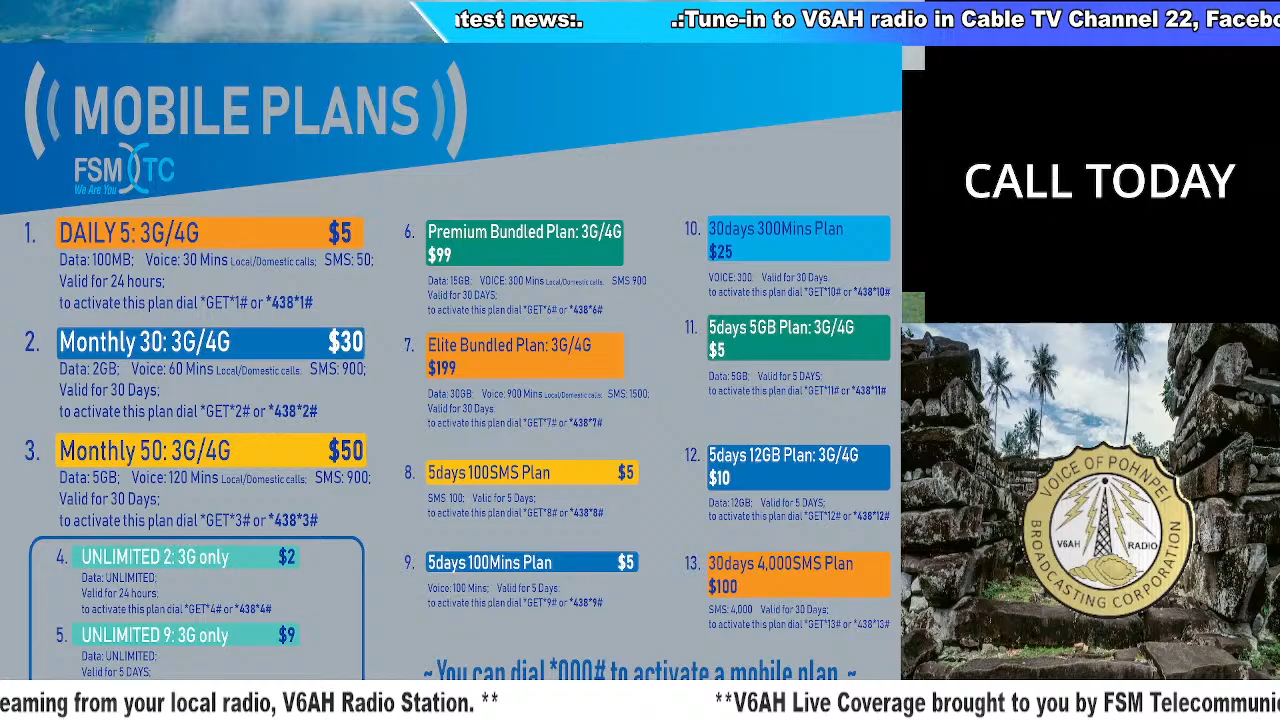 atest news:.
.:Tune-in to V6AH radio in Cable TV Channel 22, Facebo
MOBILE PLANS
FSM TC
We Are You
1. DAILY 5: 3G/4G $5
Data: 100MB; Voice: 30 Mins Local/Domestic calls; SMS: 50;
Valid for 24 hours;
to activate this plan dial *GET*1# or *438*1#
2. Monthly 30: 3G/4G $30
Data: 2GB; Voice: 60 Mins Local/Domestic calls. SMS: 900;
Valid for 30 Days;
to activate this plan dial *GET*2# or *438*2#
3. Monthly 50: 3G/4G $50
Data: 5GB; Voice: 120 Mins Local/Domestic calls; SMS: 900;
Valid for 30 Days;
to activate this plan dial *GET*3# or *438*3#
4. UNLIMITED 2: 3G only $2
Data: UNLIMITED;
Valid for 24 hours;
to activate this plan dial *GET*4# or *438*4#
5. UNLIMITED 9: 3G only $9
Data: UNLIMITED;
Valid for 5 DAYS;
6. Premium Bundled Plan: 3G/4G
$99
Data: 15GB; VOICE: 300 Mins Local/Domestic calls. SMS 900
Valid for 30 DAYS;
to activate this plan dial *GET*6# or *438*6#
7. Elite Bundled Plan: 3G/4G
$199
Data: 30GB; Voice: 900 Mins Local/Domestic calls. SMS: 1500;
Valid for 30 Days:
to activate this plan dial *GET*7# or *438*7#
8. 5days 100SMS Plan $5
SMS 100; Valid for 5 Days;
to activate this plan dial *GET*8# or *438*8#
9. 5days 100Mins Plan $5
Voice: 100 Mins; Valid for 5 Days:
to activate this plan dial *GET*9# or *438*9#
~ You can dial *000# to activate a mobile plan ~
10. 30days 300Mins Plan
$25
VOICE: 300 Valid for 30 Days:
to activate this plan dial *GET*10# or *438*10#
11. 5days 5GB Plan: 3G/4G
$5
Data: 5GB; Valid for 5 DAYS;
to activate this plan dial *GET*11# or *438*11#
12. 5days 12GB Plan: 3G/4G
$10
Data: 12GB; Valid for 5 DAYS;
to activate this plan dial *GET*12# or *438*12#
13. 30days 4,000SMS Plan
$100
SMS: 4,000 Valid for 30 Days;
to activate this plan dial *GET*13# or *438*13#
CALL TODAY
VOICE OF POHNPEI
V6AH RADIO
BROADCASTING CORPORATION
eaming from your local radio, V6AH Radio Station. **
**V6AH Live Coverage brought to you by FSM Telecommuni